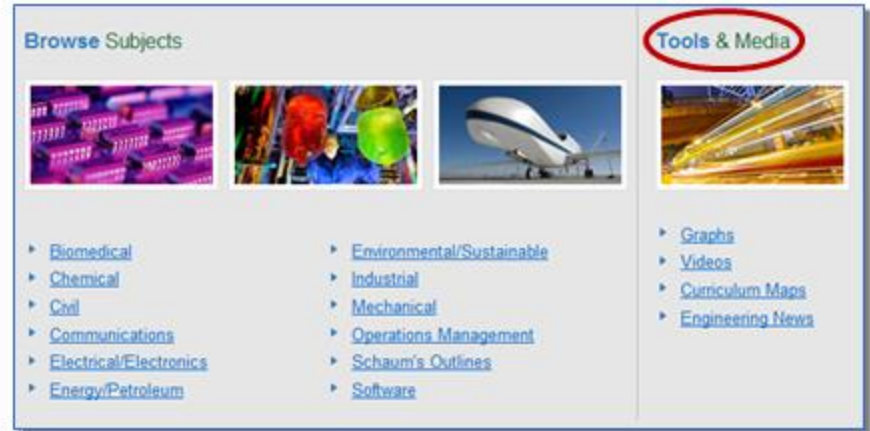 Browse Subjects
Biomedical
Chemical
Civil
Communications
Electrical/Electronics
Energy/Petroleum
Environmental/Sustainable
Industrial
Mechanical
Operations Management
Schaum's Outlines
Software
Tools & Media
Graphs
Videos
Curriculum Maps
Engineering News